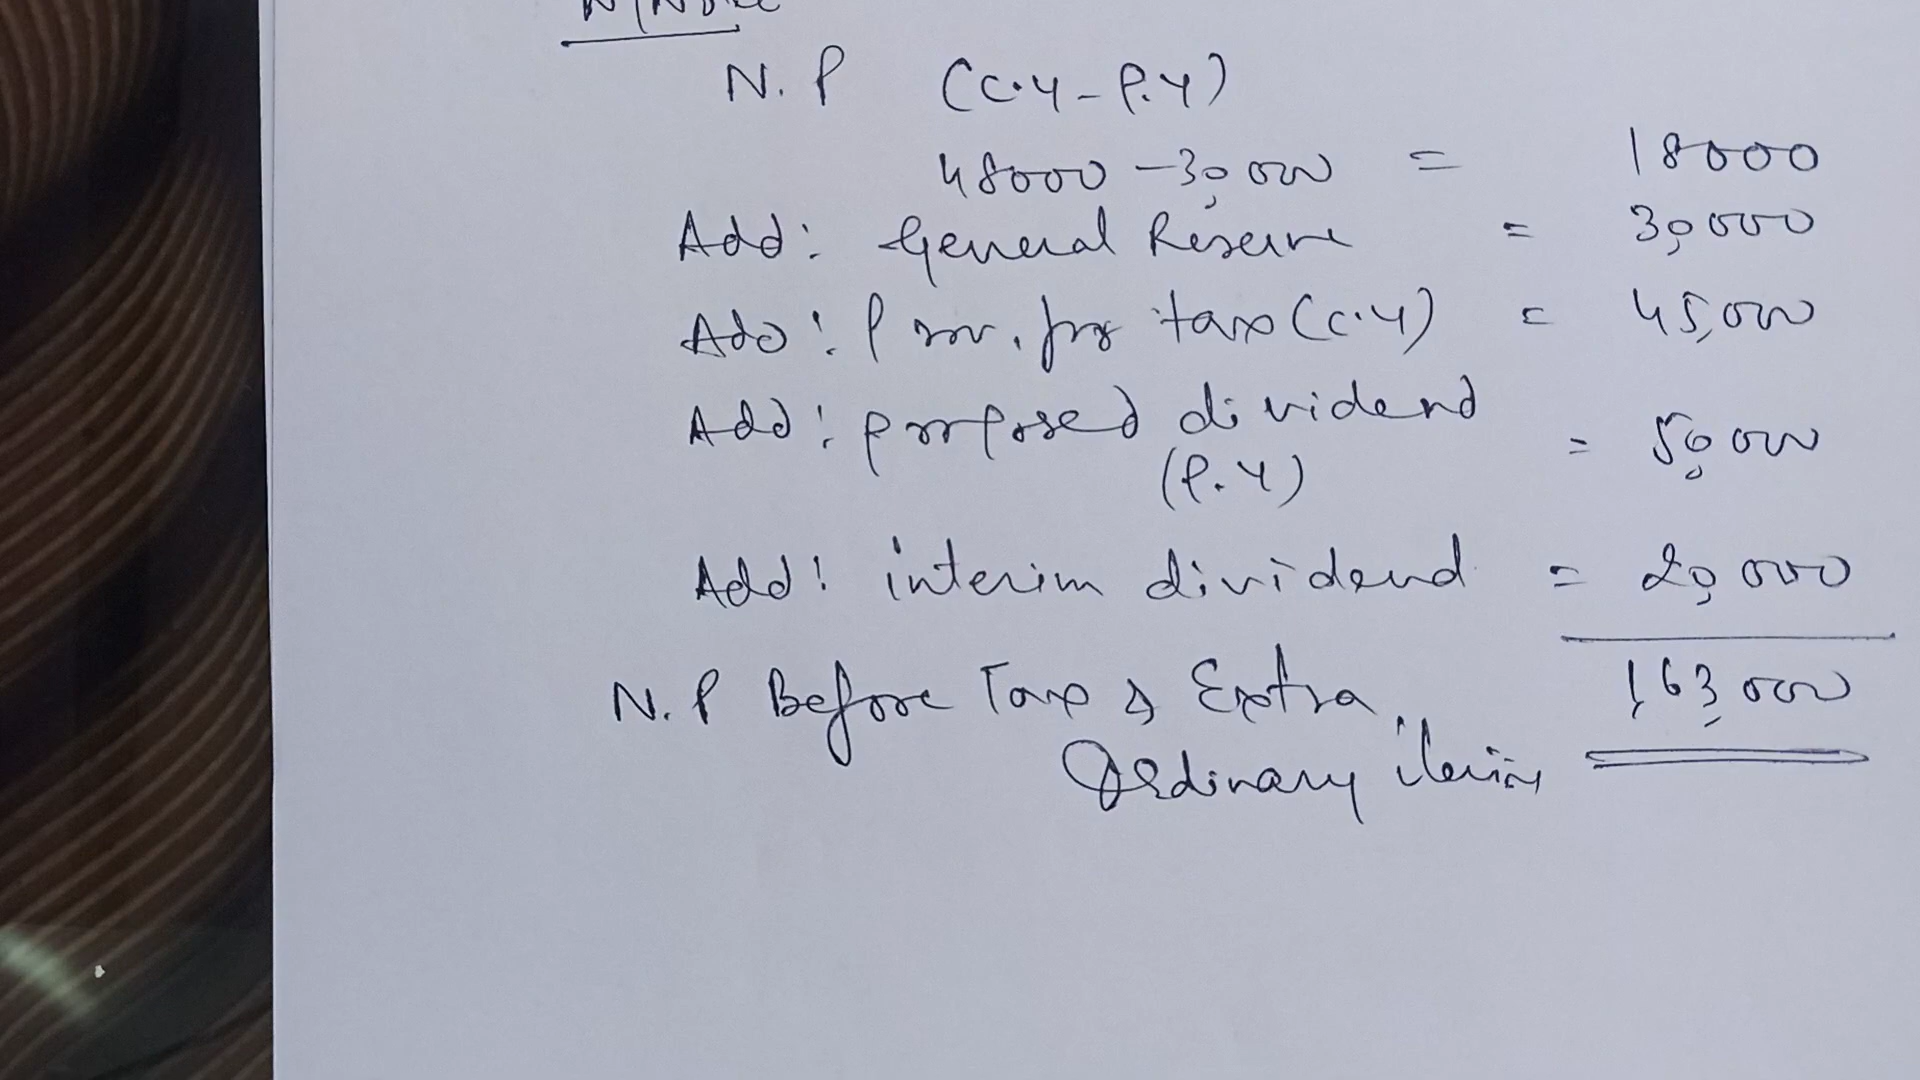 N.P (C.Y - P.Y)
48000 - 30,000 = 18000
Add: General Reserve = 30,000
Add: Prov. for tax (C.Y) = 45,000
Add: proposed dividend
(P.Y) = 50,000
Add: interim dividend = 20,000
N.P Before Tax & Extra 1,63,000
Ordinary items